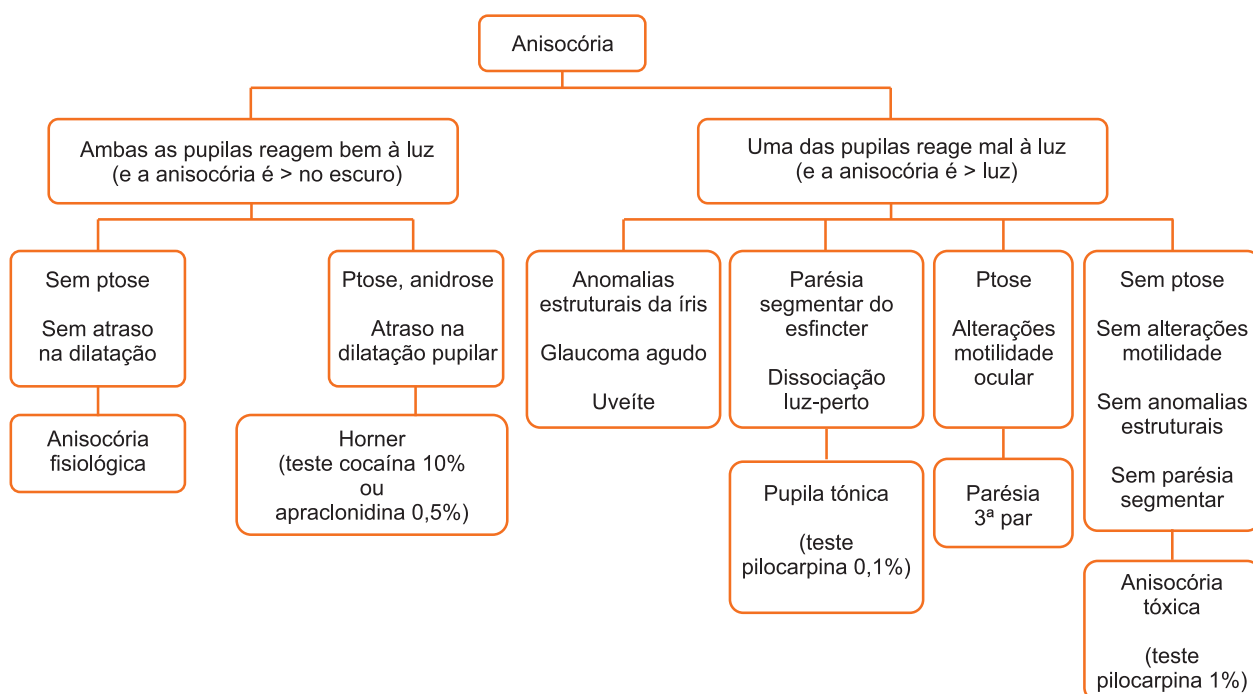 Anisocória
Ambas as pupilas reagem bem à luz
(e a anisocória é > no escuro)
Uma das pupilas reage mal à luz
(e a anisocória é > luz)
Sem ptose
Sem atraso
na dilatação
Ptose, anidrose
Atraso na
dilatação pupilar
Anomalias
estruturais da íris
Glaucoma agudo
Uveíte
Parésia
segmentar do
esfincter
Dissociação
luz-perto
Ptose
Alterações
motilidade
ocular
Sem ptose
Sem alterações
motilidade
Sem anomalias
estruturais
Sem parésia
segmentar
Anisocória
fisiológica
Horner
(teste cocaína 10%
ou
apraclonidina 0,5%)
Pupila tónica
(teste
pilocarpina 0,1%)
Parésia
3ª par
Anisocória
tóxica
(teste
pilocarpina 1%)